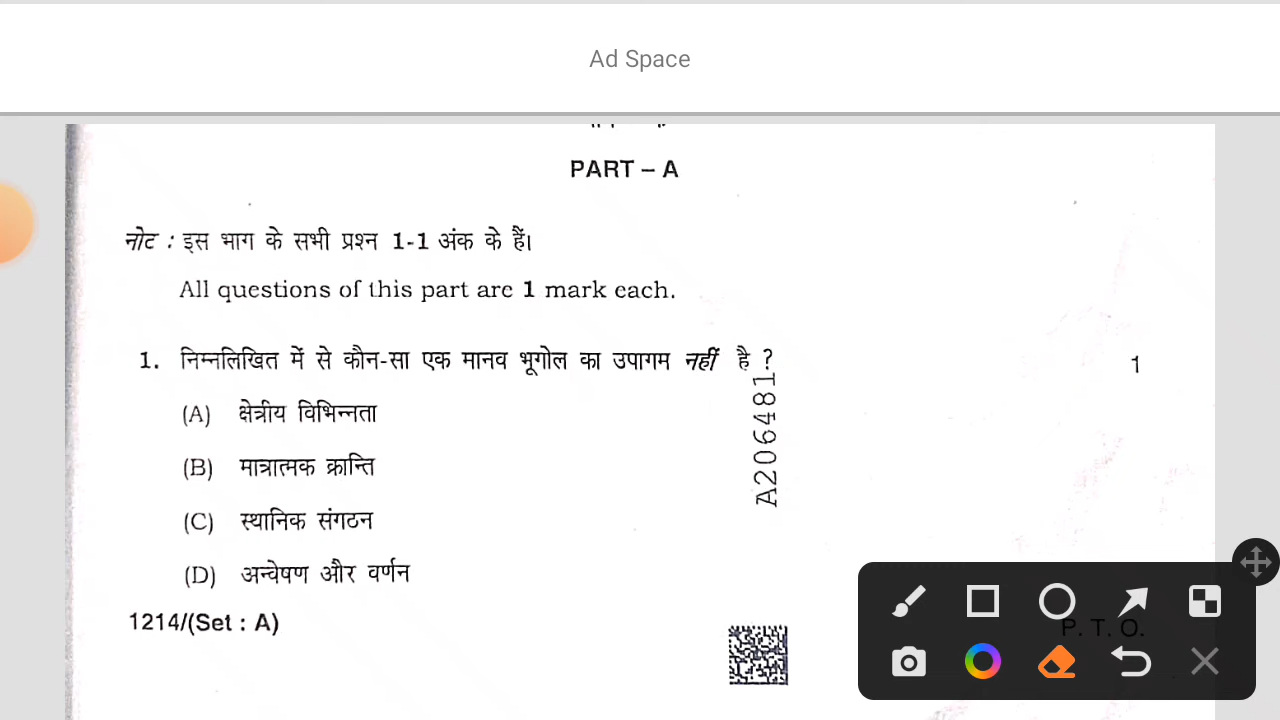 Ad Space
PART – A
नोट : इस भाग के सभी प्रश्न 1-1 अंक के हैं।
All questions of this part are 1 mark each.
1. निम्नलिखित में से कौन-सा एक मानव भूगोल का उपागम नहीं है ? 1
(A) क्षेत्रीय विभिन्नता
(B) मात्रात्मक क्रान्ति
(C) स्थानिक संगठन
(D) अन्वेषण और वर्णन
A206481
1214/(Set : A)
P. T. O.